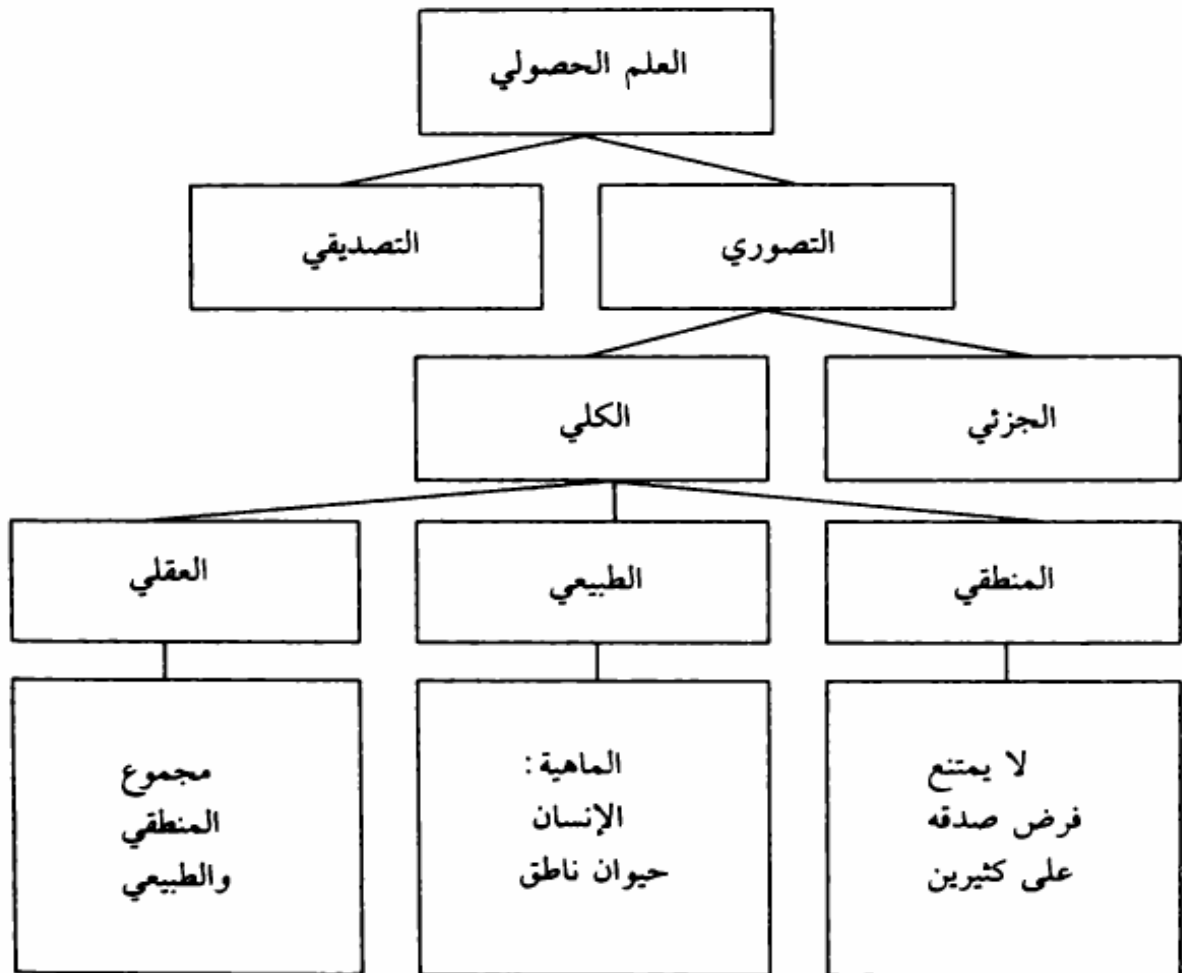 العلم الحصولي
التصوري
التصديقي
الجزئي
الكلي
المنطقي
الطبيعي
العقلي
لا يمتنع
فرض صدقه
على كثيرين
الماهية :
الإنسان
حيوان ناطق
مجموع
المنطقي
والطبيعي